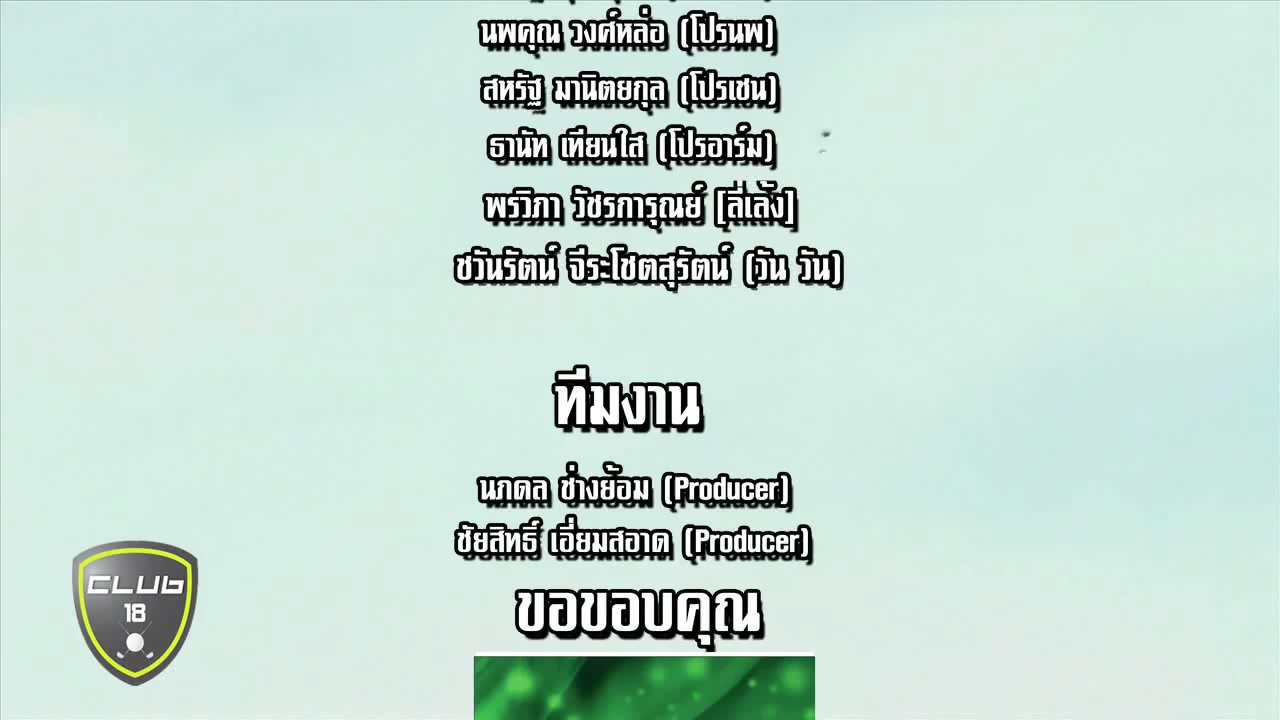 นพคุณ วงศ์หล่อ (โปรนพ)
สหรัฐ มานิตยกุล (โปรเชน)
ธานัท เทียนใส (โปรอาร์ม)
พรวิภา วัชรการุณย์ [ลี่เล้ง]
ชวันรัตน์ จีระโชตสุรัตน์ (วัน วัน)
ทีมงาน
นภดล ช่างย้อม (Producer)
ชัยสิทธิ์ เอี่ยมสอาด (Producer)
ขอขอบคุณ
CLUb
18